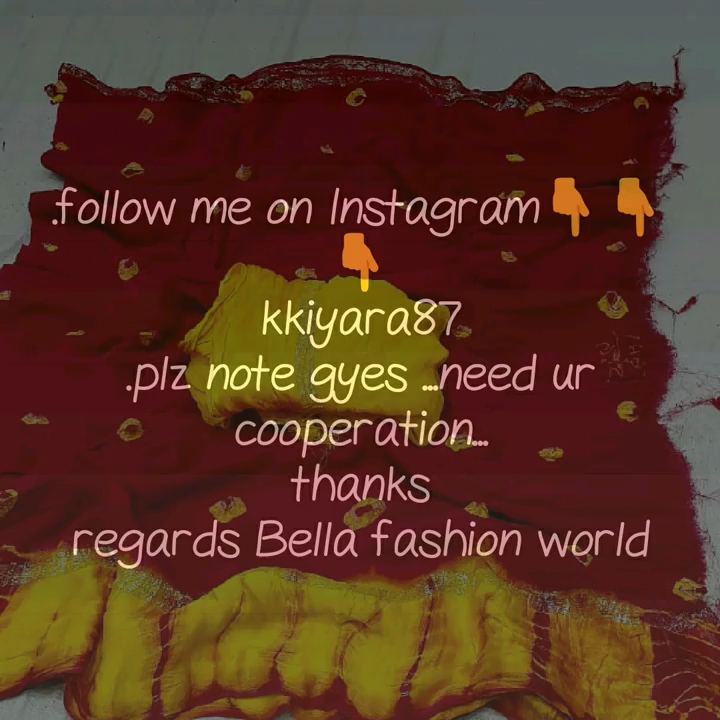 .follow me on Instagram👇 👇
👇
kkiyara87
.plz note gyes ...need ur
cooperation...
thanks
regards Bella fashion world